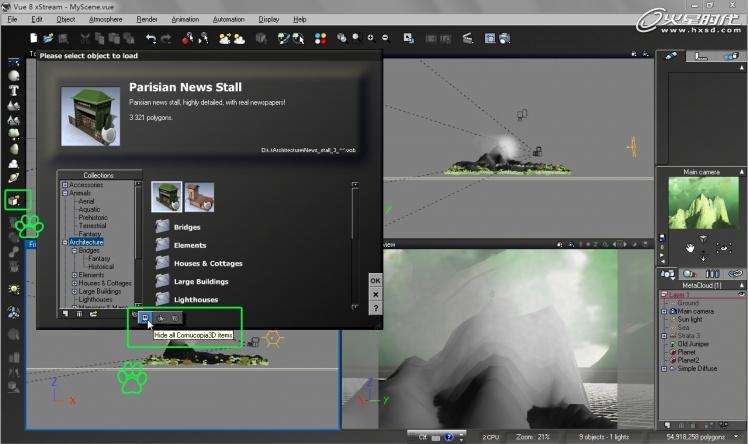 Vue 8 xStream - MyScene.vue
File Edit Object Atmosphere Render Animation Automation Display Help
火星时代
www.hxsd.com
Please select object to load
Parisian News Stall
Parisian news stall, highly detailed, with real newspapers!
3 321 polygons.
Collections
Accessories
Animals
Aerial
Aquatic
Prehistoric
Terrestrial
Fantasy
Architecture
Bridges
Fantasy
Historical
Elements
Houses & Cottages
Large Buildings
Lighthouses
Bridges
Elements
Houses & Cottages
Large Buildings
Lighthouses
OK
?
Hide all Cornucopia3D items
Main camera
MetaCloud (1 Object)
Layer 1
Ground
Main camera
Sun light
Sea
Strata 3
Old Juniper
Planet
Planet2
Simple Diffuse
Z
X
Z
Y
2 CPU
Zoom : 21%
9 objects - 1 lights
54,918,258 polygons